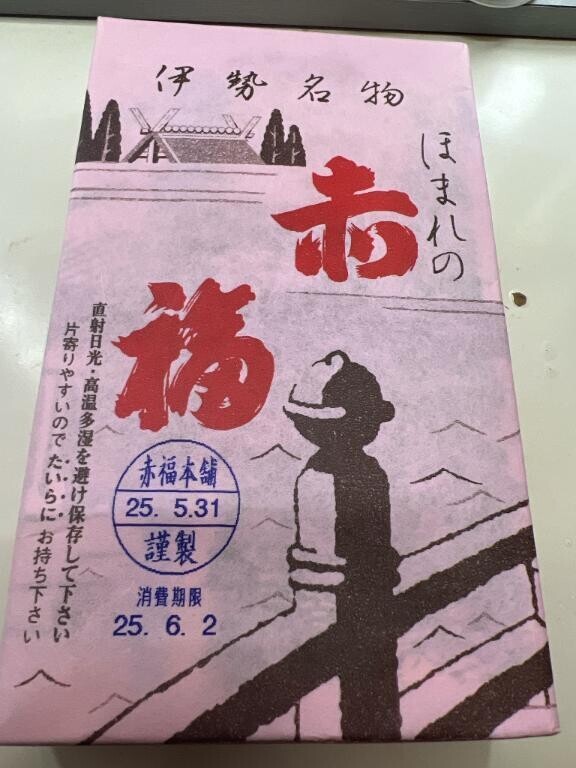 伊勢名物
ほまれの
赤
福
直射日光・高温多湿を避け保存して下さい
片寄りやすいのでたいらにお持ち下さい
赤福本舗
25. 5.31
謹製
消費期限
25. 6. 2